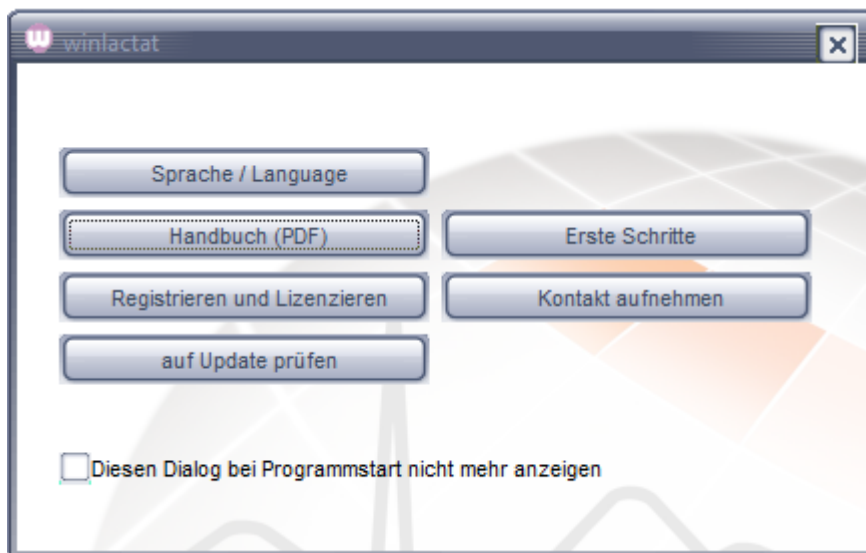 winlactat
Sprache / Language
Handbuch (PDF)
Erste Schritte
Registrieren und Lizenzieren
Kontakt aufnehmen
auf Update prüfen
Diesen Dialog bei Programmstart nicht mehr anzeigen